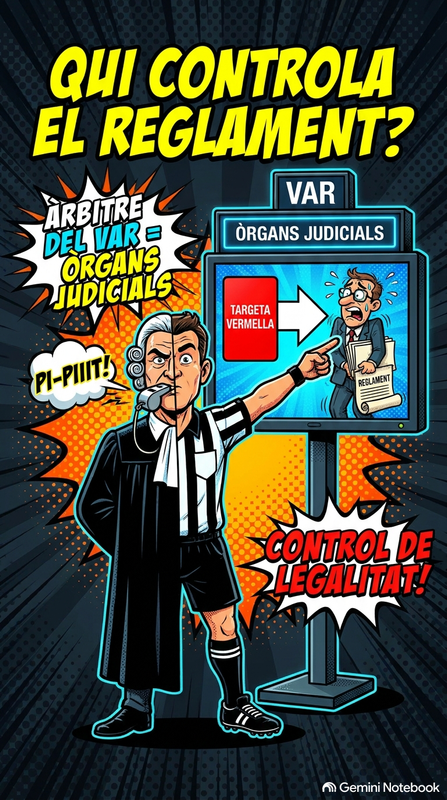 QUI CONTROLA
EL REGLAMENT?
VAR
ÒRGANS JUDICIALS
ÀRBITRE
DEL VAR =
ÒRGANS
JUDICIALS
TARGETA
VERMELLA
REGLAMENT
PI-PIIIT!
CONTROL DE
LEGALITAT!
Gemini Notebook